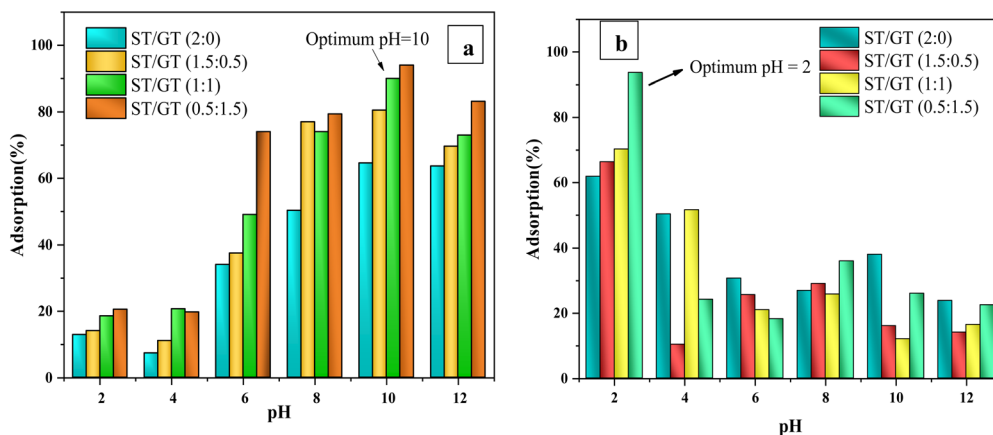 a
Optimum pH=10
ST/GT (2:0)
ST/GT (1.5:0.5)
ST/GT (1:1)
ST/GT (0.5:1.5)
Adsorption(%)
100
80
60
40
20
0
2 4 6 8 10 12
pH
b
Optimum pH = 2
ST/GT (2:0)
ST/GT (1.5:0:5)
ST/GT (1:1)
ST/GT (0.5:1.5)
Adsorption(%)
100
80
60
40
20
0
2 4 6 8 10 12
pH